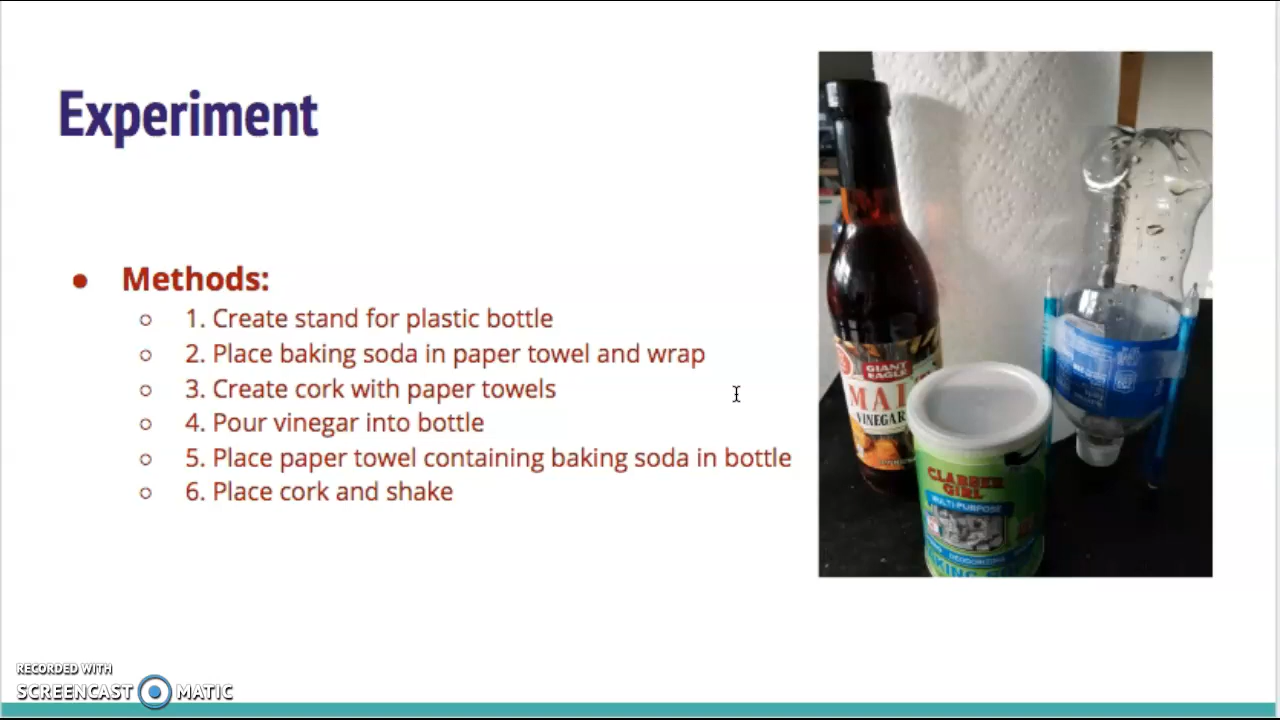 Experiment
Methods:
1. Create stand for plastic bottle
2. Place baking soda in paper towel and wrap
3. Create cork with paper towels
4. Pour vinegar into bottle
5. Place paper towel containing baking soda in bottle
6. Place cork and shake
GIANT
EAGLE
VINEGAR
CLABBER
GIRL
MULTI-PURPOSE
RECORDED WITH
SCREENCAST MATIC